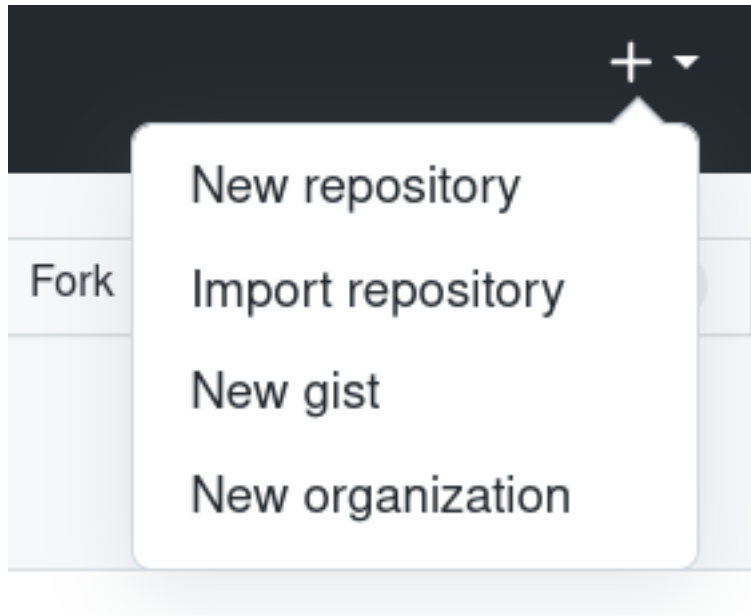 New repository
Fork
Import repository
New gist
New organization